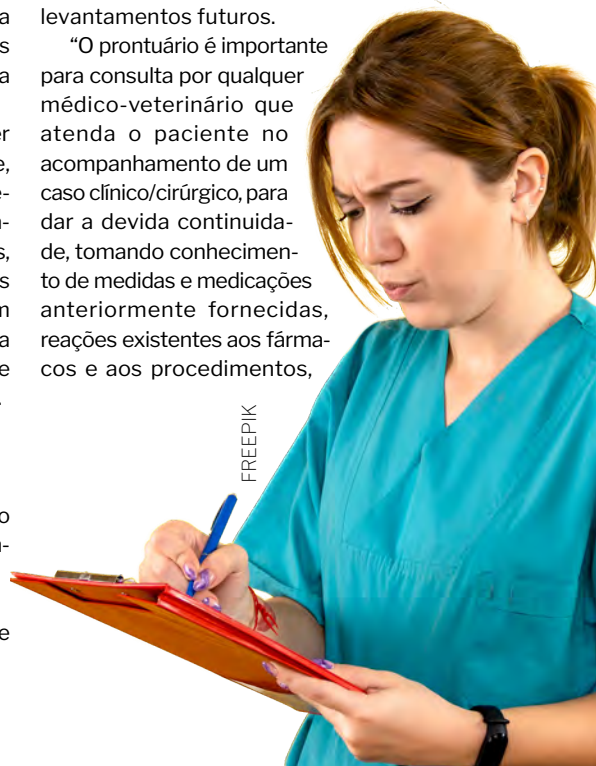 a
s
a
er
e,
e-
n-
s,
s
m
a
e
.
o
n-
e
levantamentos futuros.
“O prontuário é importante
para consulta por qualquer
médico-veterinário que
atenda o paciente no
acompanhamento de um
caso clínico/cirúrgico, para
dar a devida continuida-
de, tomando conhecimen-
to de medidas e medicações
anteriormente fornecidas,
reações existentes aos fárma-
cos e aos procedimentos,
FREEPIK